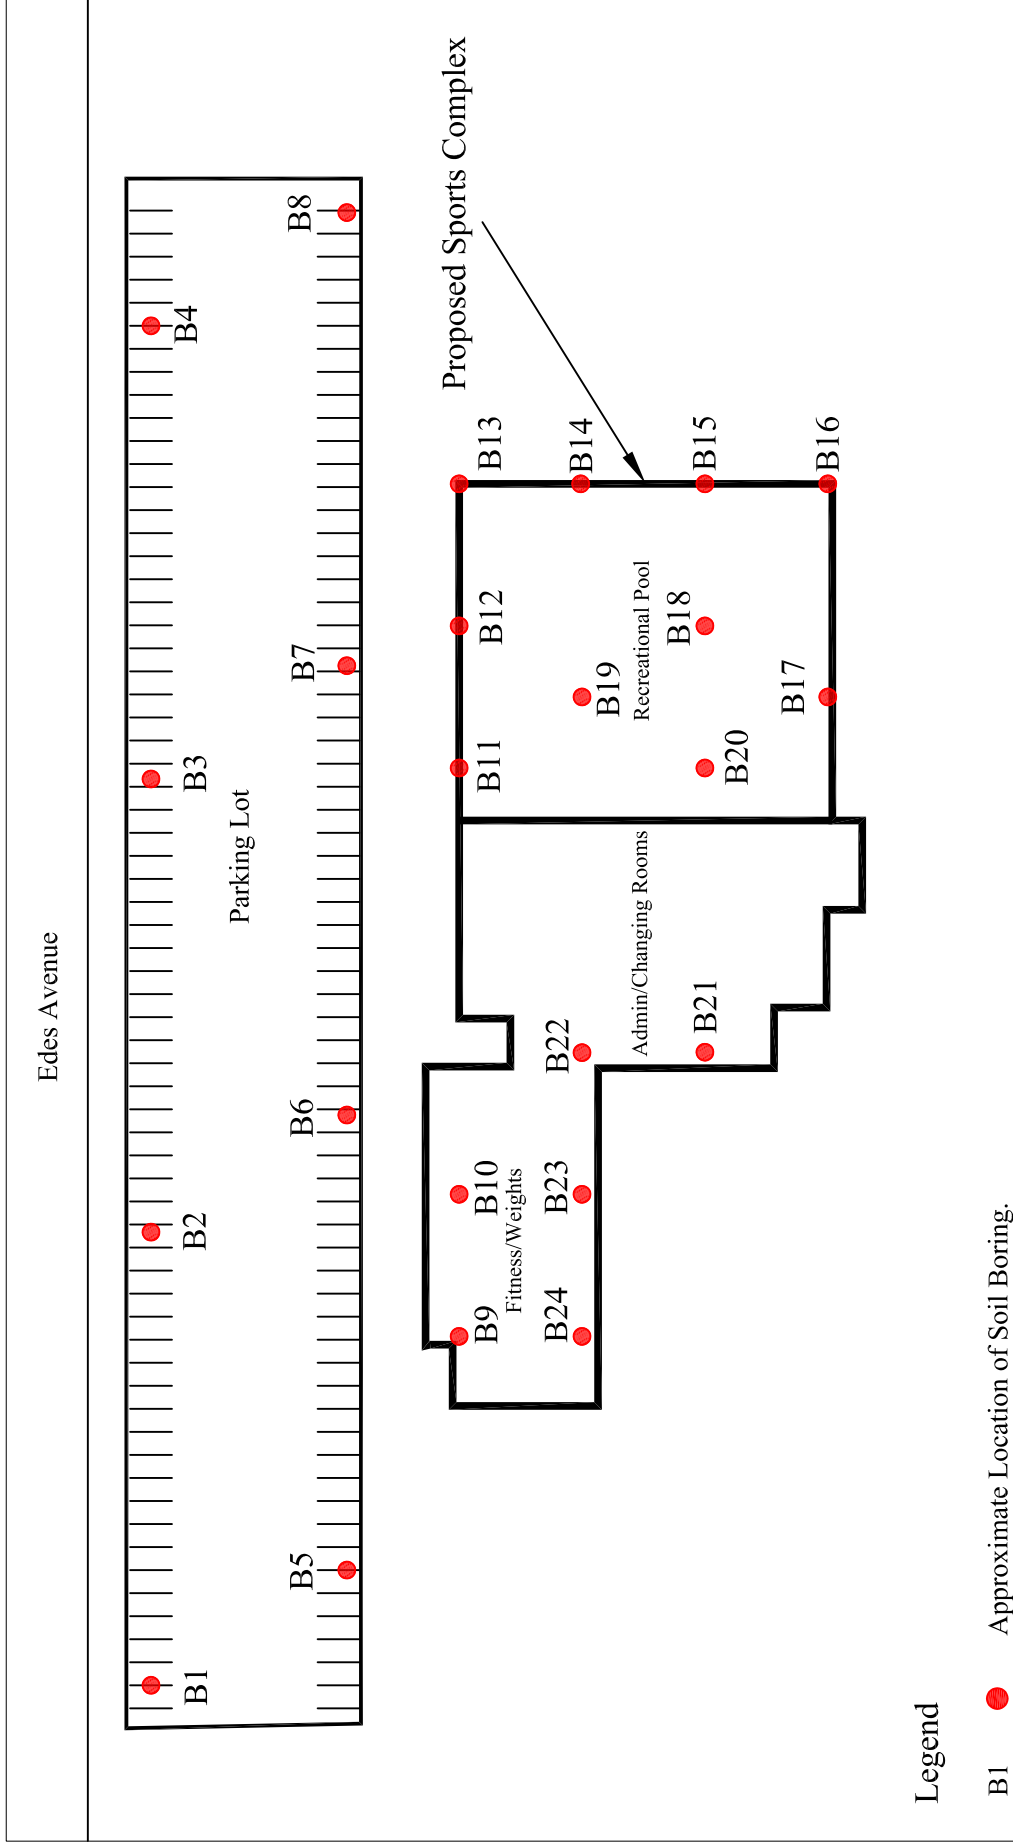 Edes Avenue
B1
B2
B3
B4
Parking Lot
B5
B6
B7
B8
Proposed Sports Complex
B9
B10
B11
B12
B13
Fitness/Weights
B24
B23
B22
B19
B14
Admin/Changing Rooms
Recreational Pool
B21
B20
B18
B15
B17
B16
Legend
B1 Approximate Location of Soil Boring.